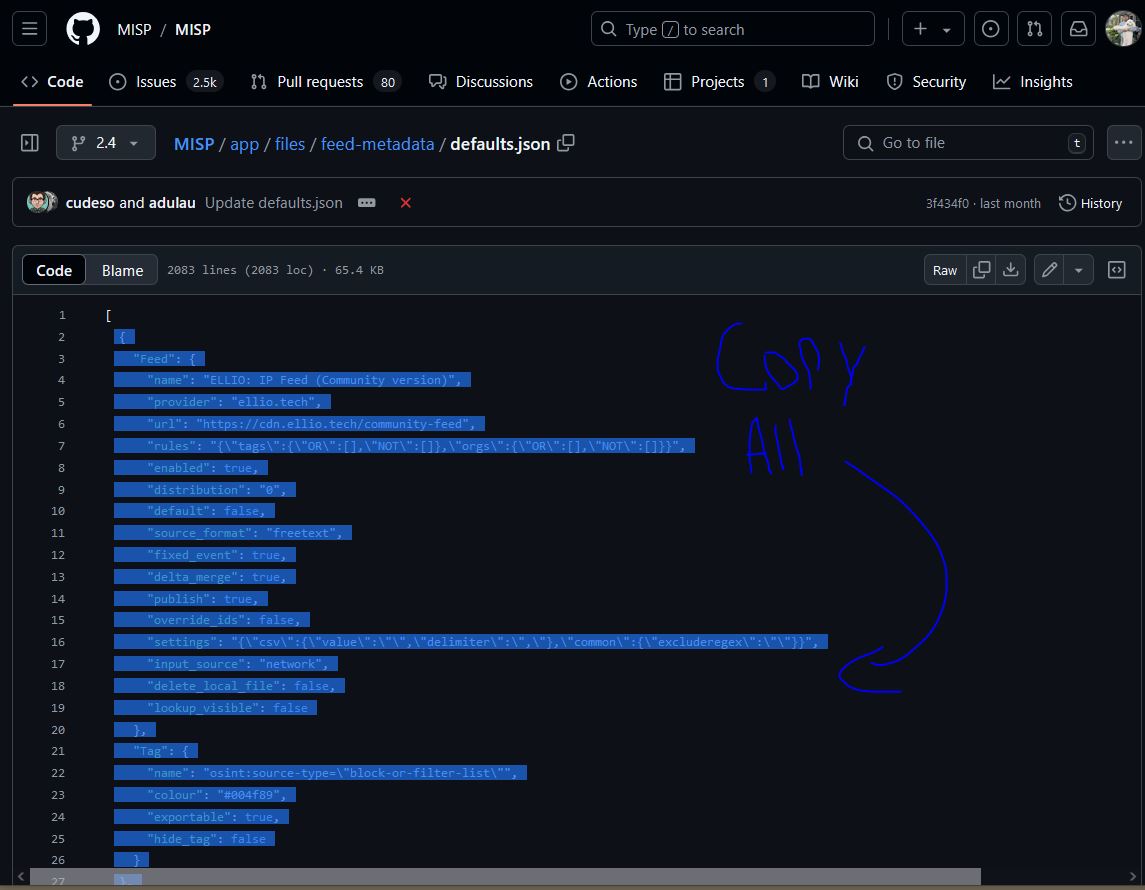 MISP / MISP
Type / to search
Code
Issues 2.5k
Pull requests 80
Discussions
Actions
Projects 1
Wiki
Security
Insights
2.4
MISP / app / files / feed-metadata / defaults.json
Go to file
t
cudeso and adulau Update defaults.json
3f434f0 · last month
History
Code
Blame
2083 lines (2083 loc) · 65.4 KB
Raw
1 [
2 {
3 "Feed": {
4 "name": "ELLIO: IP Feed (Community version)",
5 "provider": "ellio.tech",
6 "url": "https://cdn.ellio.tech/community-feed",
7 "rules": "{\"tags\":{\"OR\":[],\"NOT\":[]},\"orgs\":{\"OR\":[],\"NOT\":[]}}",
8 "enabled": true,
9 "distribution": "0",
10 "default": false,
11 "source_format": "freetext",
12 "fixed_event": true,
13 "delta_merge": true,
14 "publish": true,
15 "override_ids": false,
16 "settings": "{\"csv\":{\"value\":\"\",\"delimiter\":\",\"},\"common\":{\"excluderegex\":\"\"}}",
17 "input_source": "network",
18 "delete_local_file": false,
19 "lookup_visible": false
20 },
21 "Tag": {
22 "name": "osint:source-type=\"block-or-filter-list\"",
23 "colour": "#004f89",
24 "exportable": true,
25 "hide_tag": false
26 }
27 },
Copy
All